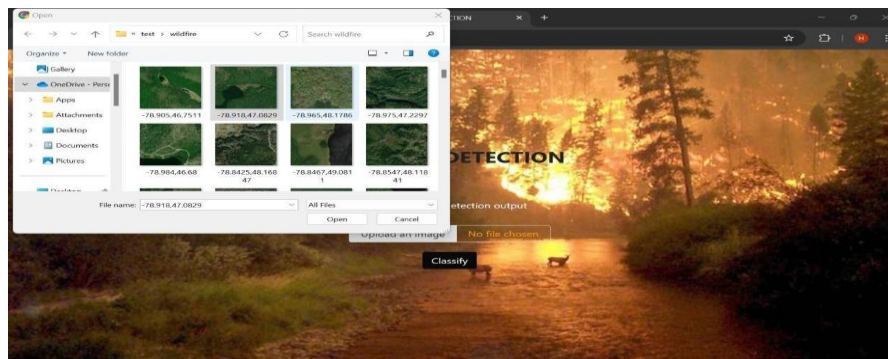 Open
CTION
« test › wildfire
Search wildfire
Organize
New folder
Gallery
OneDrive - Perso
Apps
Attachments
Desktop
Documents
Pictures
-78.905,46.7511
-78.918,47.0829
-78.965,48.1786
-78.975,47.2297
-78.984,46.68
-78.8425,48.168
47
-78.8467,49.081
1
-78.8547,48.118
41
Desktop
File name:
-78.918,47.0829
All Files
Open
Cancel
H
DETECTION
etection output
Upload an image
No file chosen
Classify